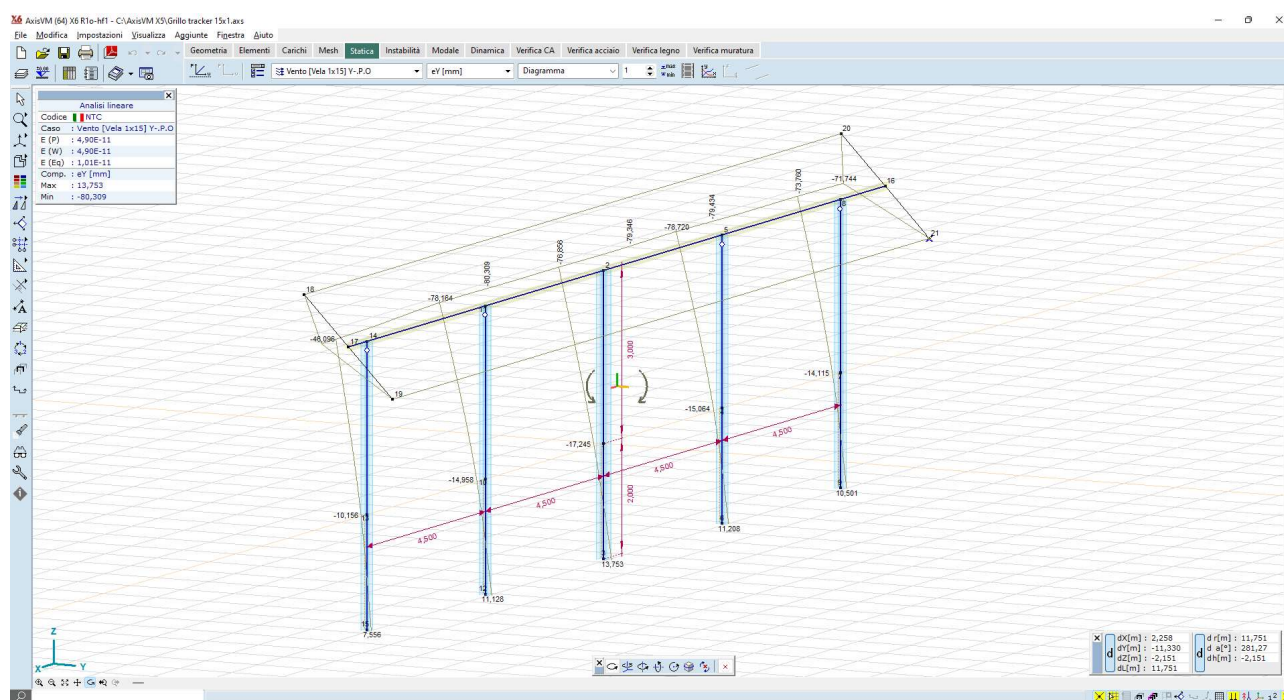 AxisVM (64) X6 R1o-hf1 - C:\AxisVM X5\Grillo tracker 15x1.axs
File Modifica Impostazioni Visualizza Aggiunte Finestra Aiuto
Geometria Elementi Carichi Mesh Statica Instabilità Modale Dinamica Verifica CA Verifica acciaio Verifica legno Verifica muratura
Vento [Vela 1x15] Y-.P.O eY [mm] Diagramma 1
Analisi lineare
Codice NTC
Caso : Vento [Vela 1x15] Y-.P.O
E (P) : 4,90E-11
E (W) : 4,90E-11
E (Eq) : 1,01E-11
Comp. : eY [mm]
Max : 13,753
Min : -80,309
20
-71,744
16
-73,760
-79,434
-78,720
5
21
-79,346
2
-76,656
-80,309
18
-78,164
-46,096
17
14
19
3,000
-14,115
-15,064
4,500
-17,245
4,500
2,000
-14,958
10
4,500
10,501
-10,156
13
4,500
11,208
13,753
12
11,128
15
7,556
Z
X
Y
dX[m] : 2,258
dY[m] : -11,330
dZ[m] : -2,151
dL[m] : 11,751
d
d r[m] : 11,751
d a[°] : 281,27
dh[m] : -2,151